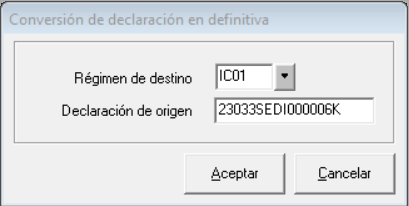 Conversión de declaración en definitiva
Régimen de destino IC01
Declaración de origen 23033SEDI000006K
Aceptar Cancelar